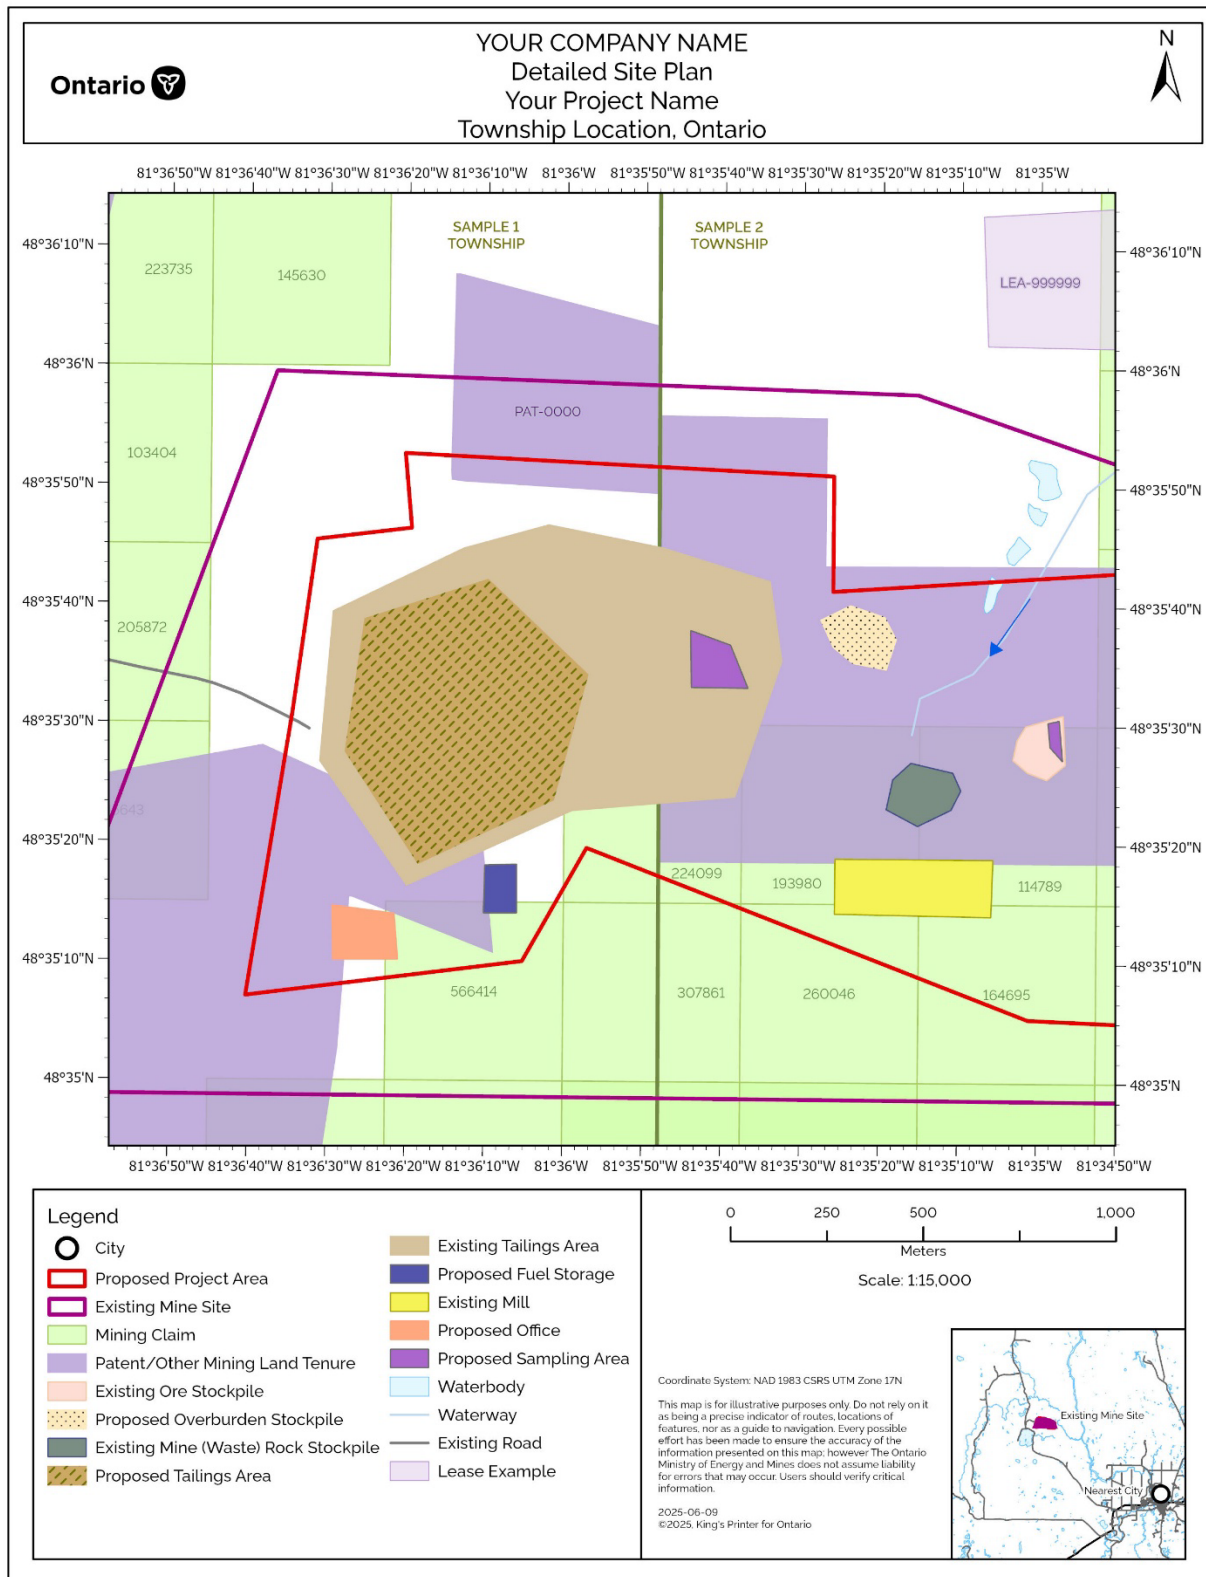 Ontario
YOUR COMPANY NAME
Detailed Site Plan
Your Project Name
Township Location, Ontario
N
81°36'50"W 81°36'40"W 81°36'30"W 81°36'20"W 81°36'10"W 81°36'W 81°35'50"W 81°35'40"W 81°35'30"W 81°35'20"W 81°35'10"W 81°35'W
SAMPLE 1
TOWNSHIP
SAMPLE 2
TOWNSHIP
48°36'10"N
48°36'10"N
223735
145630
LEA-999999
48°36'N
48°36'N
PAT-0000
103404
48°35'50"N
48°35'50"N
48°35'40"N
48°35'40"N
205872
48°35'30"N
48°35'30"N
643
48°35'20"N
48°35'20"N
224099
193980
114789
48°35'10"N
48°35'10"N
566414
307861
260046
164695
48°35'N
48°35'N
81°36'50"W 81°36'40"W 81°36'30"W 81°36'20"W 81°36'10"W 81°36'W 81°35'50"W 81°35'40"W 81°35'30"W 81°35'20"W 81°35'10"W 81°35'W 81°34'50"W
Legend
City
Proposed Project Area
Existing Mine Site
Mining Claim
Patent/Other Mining Land Tenure
Existing Ore Stockpile
Proposed Overburden Stockpile
Existing Mine (Waste) Rock Stockpile
Proposed Tailings Area
Existing Tailings Area
Proposed Fuel Storage
Existing Mill
Proposed Office
Proposed Sampling Area
Waterbody
Waterway
Existing Road
Lease Example
0 250 500 1,000
Meters
Scale: 1:15,000
Coordinate System: NAD 1983 CSRS UTM Zone 17N
This map is for illustrative purposes only. Do not rely on it
as being a precise indicator of routes, locations of
features, nor as a guide to navigation. Every possible
effort has been made to ensure the accuracy of the
information presented on this map; however The Ontario
Ministry of Energy and Mines does not assume liability
for errors that may occur. Users should verify critical
information.
2025-06-09
©2025, King's Printer for Ontario
Existing Mine Site
Nearest City